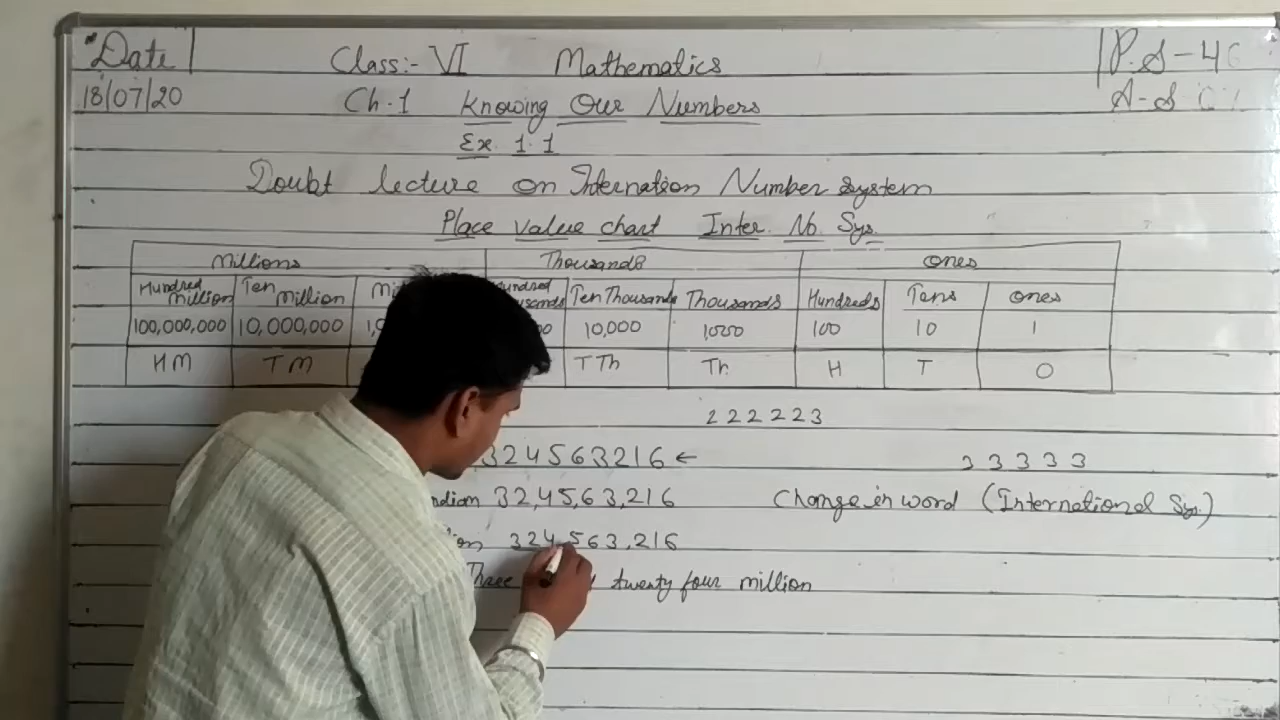 Date
18/07/20
Class:- VI Mathematics
P.S-4
A-S
Ch.1 Knowing Our Numbers
Ex. 1.1
Doubt lecture on Internation Number System
Place value chart Inter. No. Sys.
Millions Thousands Ones
Hundred Million Ten Million Ten Thousands Thousands Hundreds Tens Ones
100,000,000 10,000,000 10,000 1,000 100 10 1
HM TM TTh Th H T O
222223
324563216 ←
33333
32,45,63,216 Change in word (International Sys.)
324,563,216
Three twenty four million